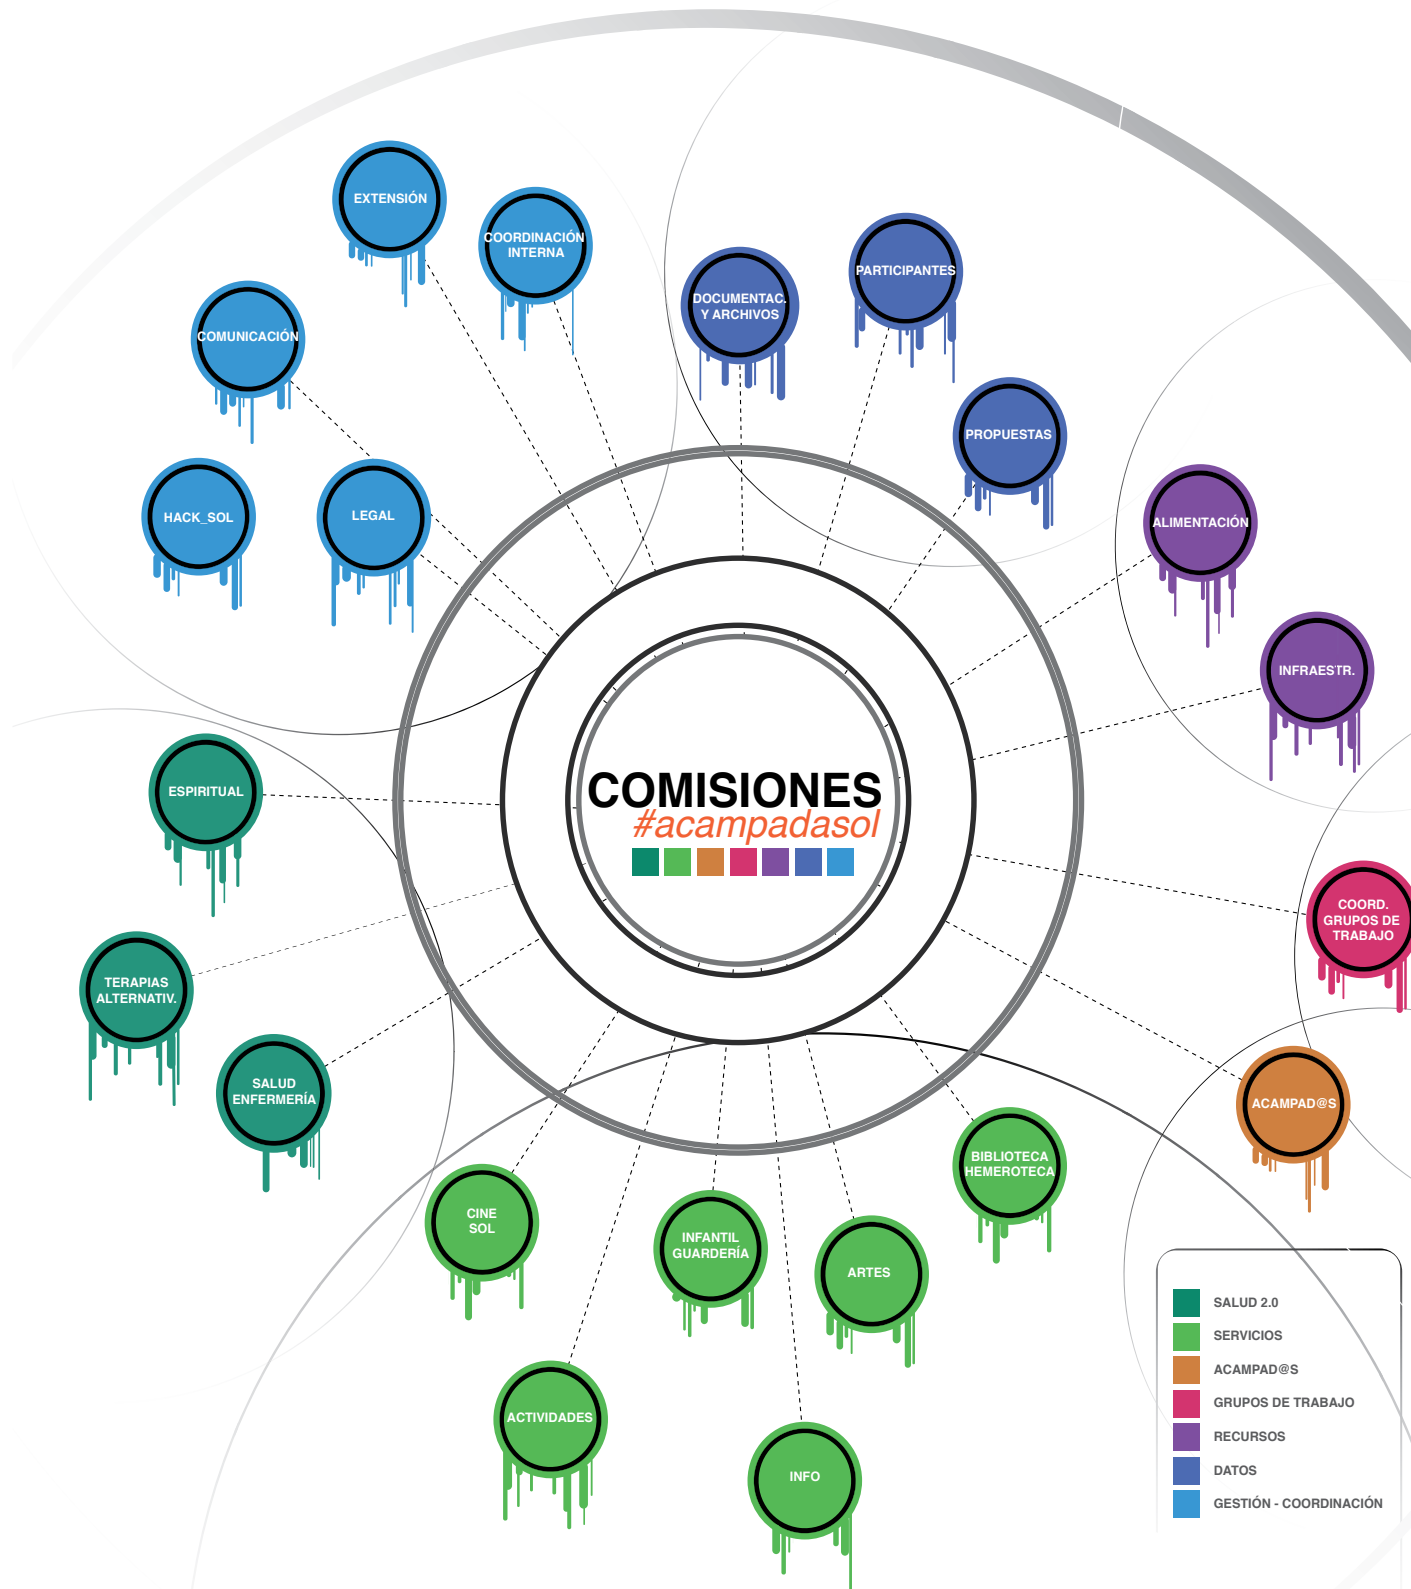 EXTENSIÓN
COORDINACIÓN
INTERNA
DOCUMENTAC.
Y ARCHIVOS
PARTICIPANTES
COMUNICACIÓN
PROPUESTAS
HACK_SOL
LEGAL
ALIMENTACIÓN
INFRAESTR.
ESPIRITUAL
COMISIONES
#acampadasol
COORD.
GRUPOS DE
TRABAJO
TERAPIAS
ALTERNATIV.
SALUD
ENFERMERÍA
ACAMPAD@S
BIBLIOTECA
HEMEROTECA
CINE
SOL
INFANTIL
GUARDERÍA
ARTES
ACTIVIDADES
INFO
SALUD 2.0
SERVICIOS
ACAMPAD@S
GRUPOS DE TRABAJO
RECURSOS
DATOS
GESTIÓN - COORDINACIÓN